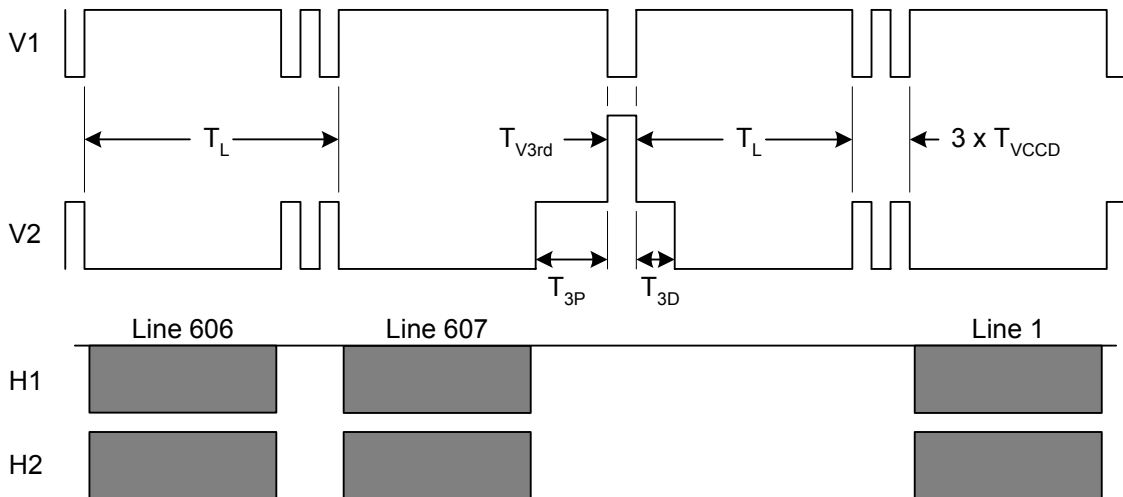 V1
T_L
T_V3rd
T_L
3 x T_VCCD
V2
T_3P
T_3D
Line 606
Line 607
Line 1
H1
H2